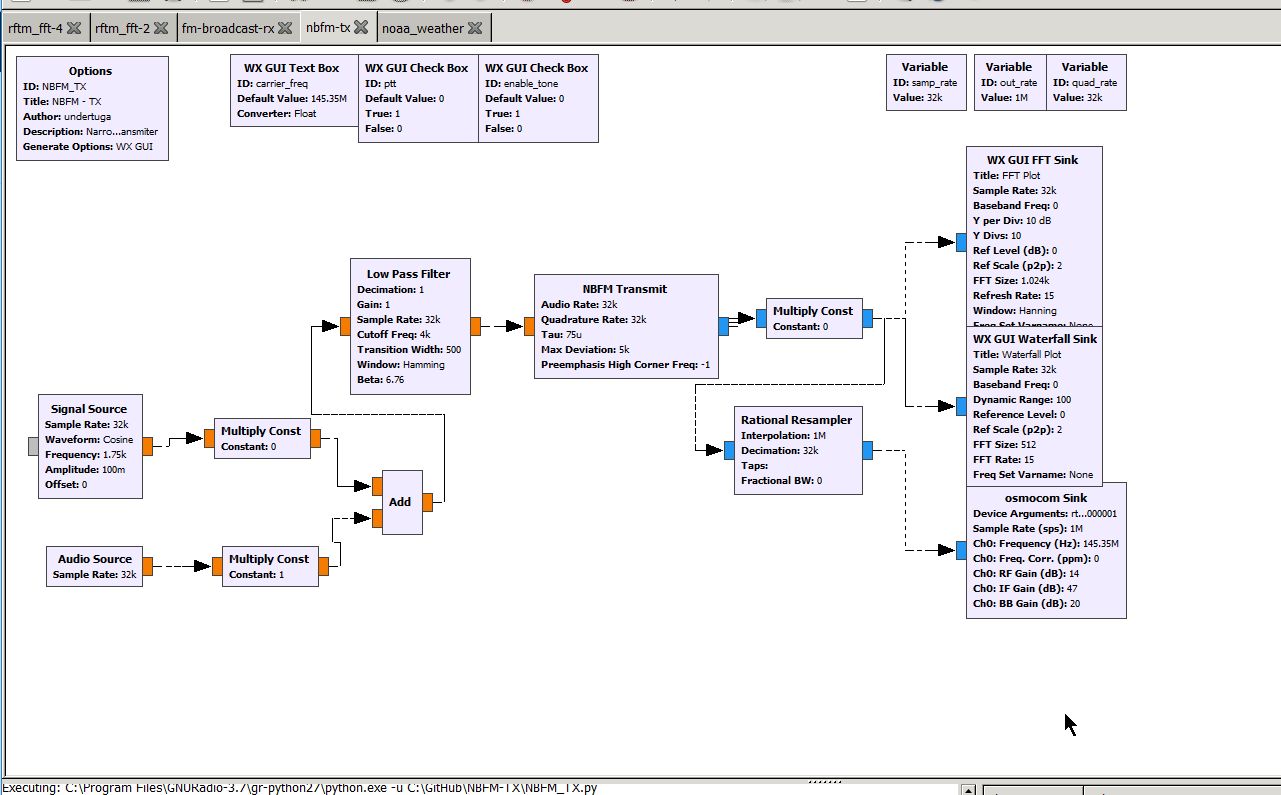 rftm_fft-4 rftm_fft-2 fm-broadcast-rx nbfm-tx noaa_weather
Options
ID: NBFM_TX
Title: NBFM - TX
Author: undertuga
Description: Narro...ansmiter
Generate Options: WX GUI
WX GUI Text Box
ID: carrier_freq
Default Value: 145.35M
Converter: Float
WX GUI Check Box
ID: ptt
Default Value: 0
True: 1
False: 0
WX GUI Check Box
ID: enable_tone
Default Value: 0
True: 1
False: 0
Variable
ID: samp_rate
Value: 32k
Variable
ID: out_rate
Value: 1M
Variable
ID: quad_rate
Value: 32k
WX GUI FFT Sink
Title: FFT Plot
Sample Rate: 32k
Baseband Freq: 0
Y per Div: 10 dB
Y Divs: 10
Ref Level (dB): 0
Ref Scale (p2p): 2
FFT Size: 1.024k
Refresh Rate: 15
Window: Hanning
Freq Set Varname: None
Low Pass Filter
Decimation: 1
Gain: 1
Sample Rate: 32k
Cutoff Freq: 4k
Transition Width: 500
Window: Hamming
Beta: 6.76
NBFM Transmit
Audio Rate: 32k
Quadrature Rate: 32k
Tau: 75u
Max Deviation: 5k
Preemphasis High Corner Freq: -1
Multiply Const
Constant: 0
WX GUI Waterfall Sink
Title: Waterfall Plot
Sample Rate: 32k
Baseband Freq: 0
Dynamic Range: 100
Reference Level: 0
Ref Scale (p2p): 2
FFT Size: 512
FFT Rate: 15
Freq Set Varname: None
Signal Source
Sample Rate: 32k
Waveform: Cosine
Frequency: 1.75k
Amplitude: 100m
Offset: 0
Multiply Const
Constant: 0
Add
Rational Resampler
Interpolation: 1M
Decimation: 32k
Taps:
Fractional BW: 0
osmocom Sink
Device Arguments: rt...000001
Sample Rate (sps): 1M
Ch0: Frequency (Hz): 145.35M
Ch0: Freq. Corr. (ppm): 0
Ch0: RF Gain (dB): 14
Ch0: IF Gain (dB): 47
Ch0: BB Gain (dB): 20
Audio Source
Sample Rate: 32k
Multiply Const
Constant: 1
Executing: C:\Program Files\GNURadio-3.7\gr-python27\python.exe -u C:\GitHub\NBFM-TX\NBFM_TX.py